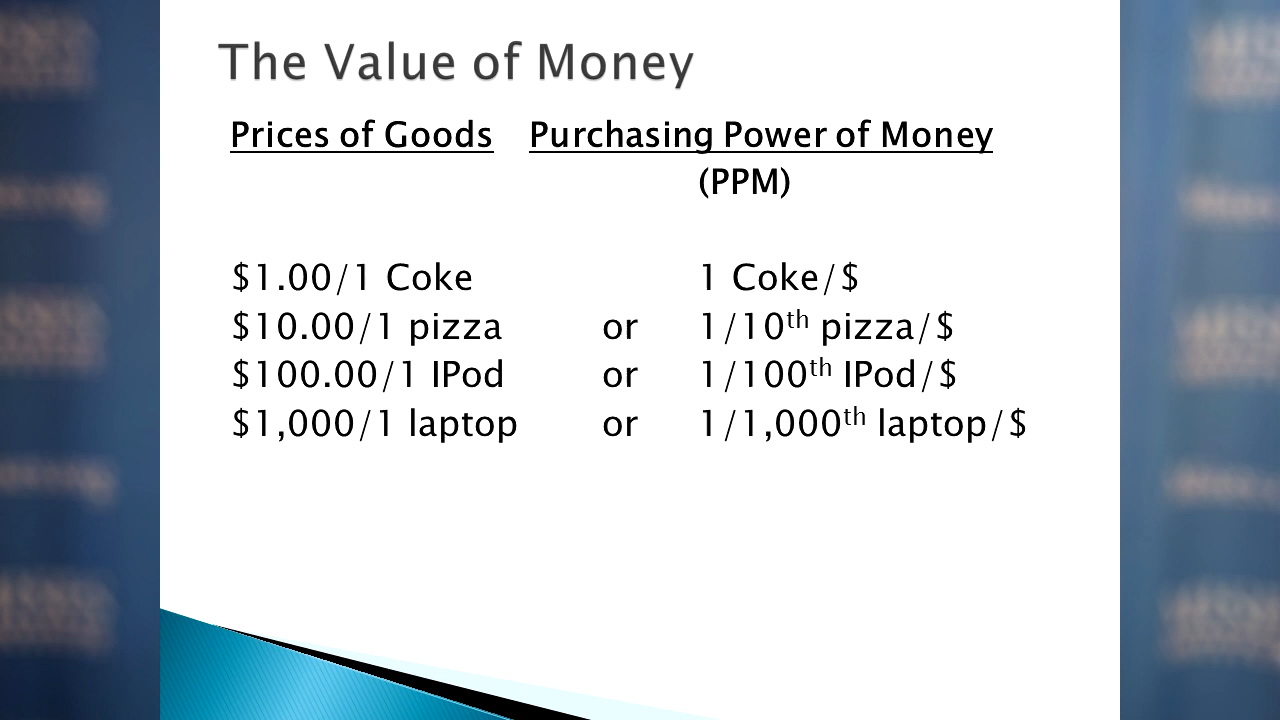 The Value of Money
Prices of Goods Purchasing Power of Money
(PPM)
$1.00/1 Coke 1 Coke/$
$10.00/1 pizza or 1/10th pizza/$
$100.00/1 IPod or 1/100th IPod/$
$1,000/1 laptop or 1/1,000th laptop/$